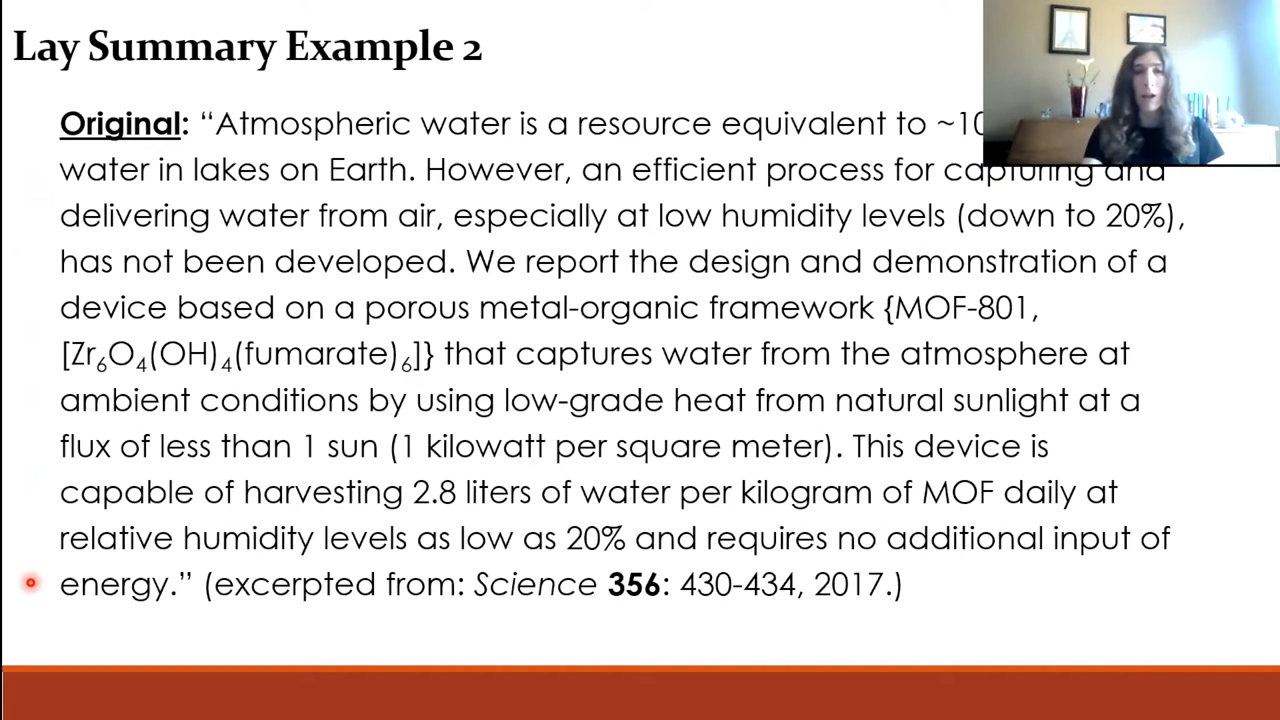 Lay Summary Example 2
Original: “Atmospheric water is a resource equivalent to ~10
water in lakes on Earth. However, an efficient process for capturing and
delivering water from air, especially at low humidity levels (down to 20%),
has not been developed. We report the design and demonstration of a
device based on a porous metal-organic framework {MOF-801,
[Zr₆O₄(OH)₄(fumarate)₆]} that captures water from the atmosphere at
ambient conditions by using low-grade heat from natural sunlight at a
flux of less than 1 sun (1 kilowatt per square meter). This device is
capable of harvesting 2.8 liters of water per kilogram of MOF daily at
relative humidity levels as low as 20% and requires no additional input of
energy.” (excerpted from: Science 356: 430-434, 2017.)